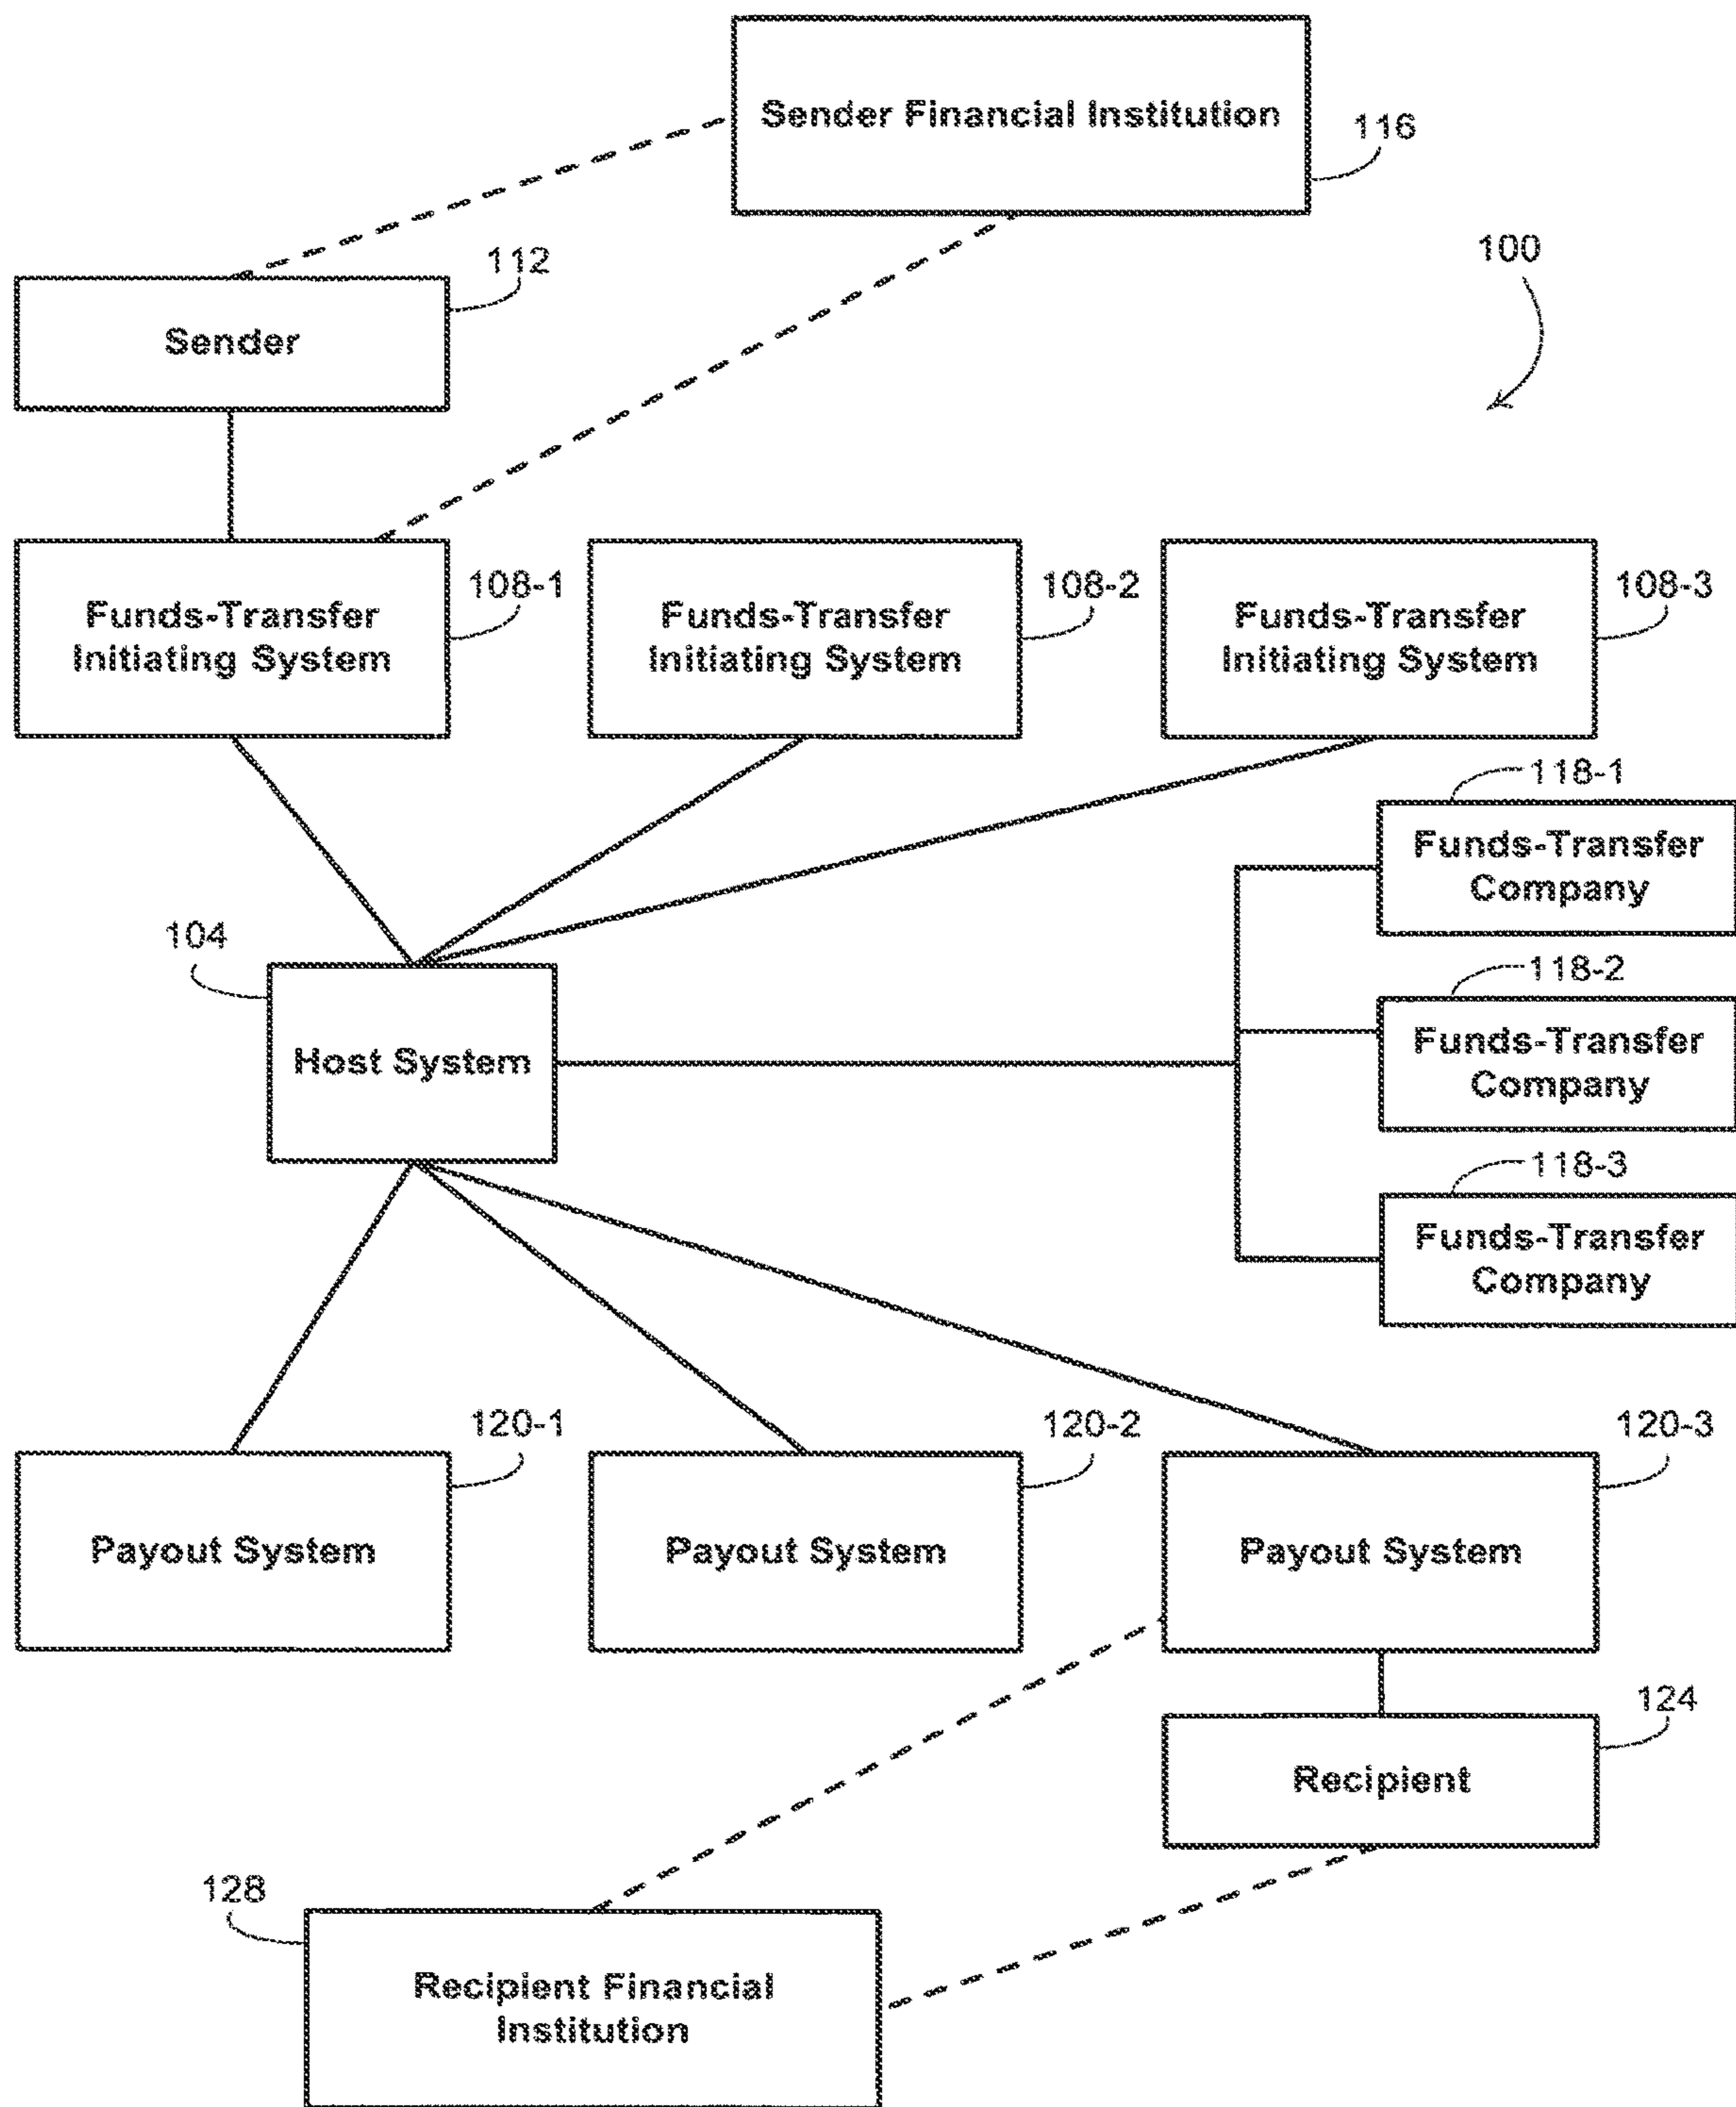 Sender Financial Institution
116
100
112
Sender
108-1
108-2
108-3
Funds-Transfer
Initiating System
Funds-Transfer
Initiating System
Funds-Transfer
Initiating System
118-1
Funds-Transfer
Company
104
118-2
Host System
Funds-Transfer
Company
118-3
Funds-Transfer
Company
120-1
120-2
120-3
Payout System
Payout System
Payout System
124
Recipient
128
Recipient Financial
Institution